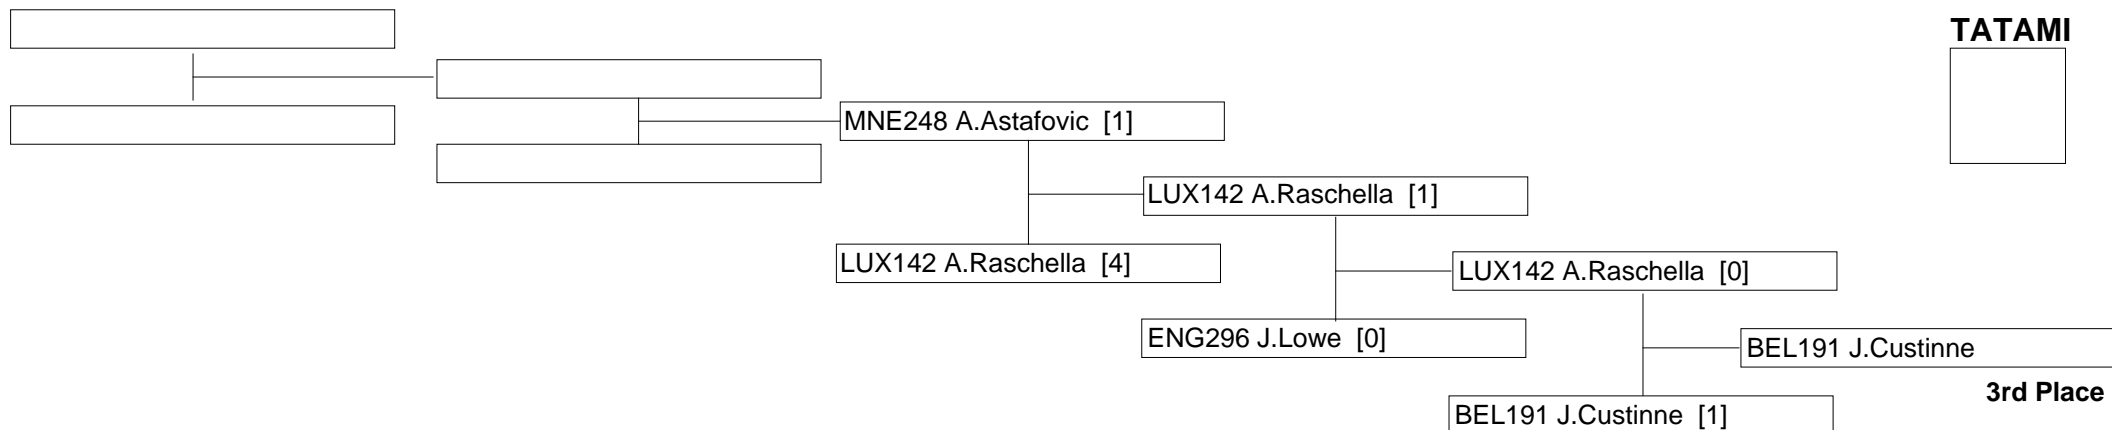 TATAMI
MNE248 A.Astafovic [1]
LUX142 A.Raschella [1]
LUX142 A.Raschella [4]
LUX142 A.Raschella [0]
ENG296 J.Lowe [0]
BEL191 J.Custinne
3rd Place
BEL191 J.Custinne [1]